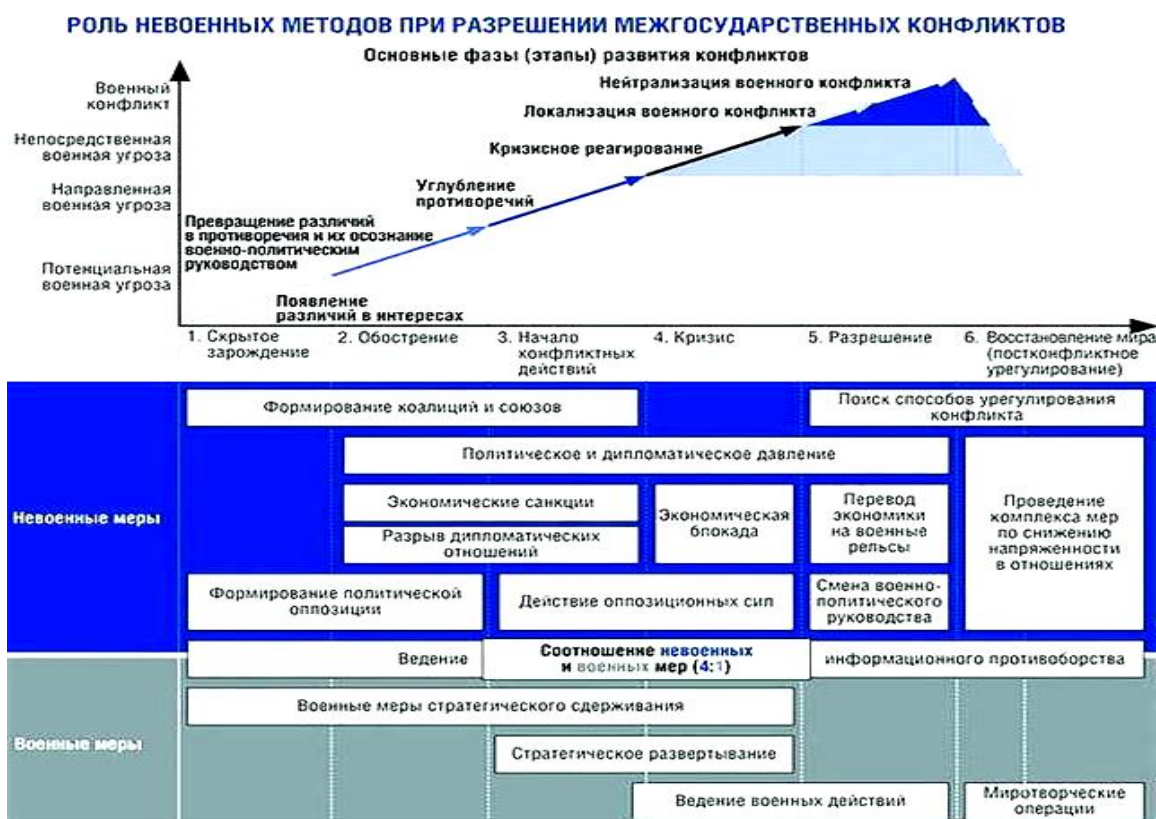 РОЛЬ НЕВОЕННЫХ МЕТОДОВ ПРИ РАЗРЕШЕНИИ МЕЖГОСУДАРСТВЕННЫХ КОНФЛИКТОВ
Основные фазы (этапы) развития конфликтов
Военный
конфликт
Непосредственная
военная угроза
Направленная
военная угроза
Потенциальная
военная угроза
Нейтрализация военного конфликта
Локализация военного конфликта
Кризисное реагирование
Углубление
противоречий
Превращение различий
в противоречия и их осознание
военно-политическим
руководством
Появление
различий в интересах
1. Скрытое
зарождение
2. Обострение
3. Начало
конфликтных
действий
4. Кризис
5. Разрешение
6. Восстановление мира
(постконфликтное
урегулирование)
Невоенные меры
Формирование коалиций и союзов
Поиск способов урегулирования
конфликта
Политическое и дипломатическое давление
Экономические санкции
Разрыв дипломатических
отношений
Экономическая
блокада
Перевод
экономики
на военные
рельсы
Проведение
комплекса мер
по снижению
напряженности
в отношениях
Формирование политической
оппозиции
Действие оппозиционных сил
Смена военно-
политического
руководства
Ведение
Соотношение невоенных
и военных мер (4:1)
информационного противоборства
Военные меры
Военные меры стратегического сдерживания
Стратегическое развертывание
Ведение военных действий
Миротворческие
операции